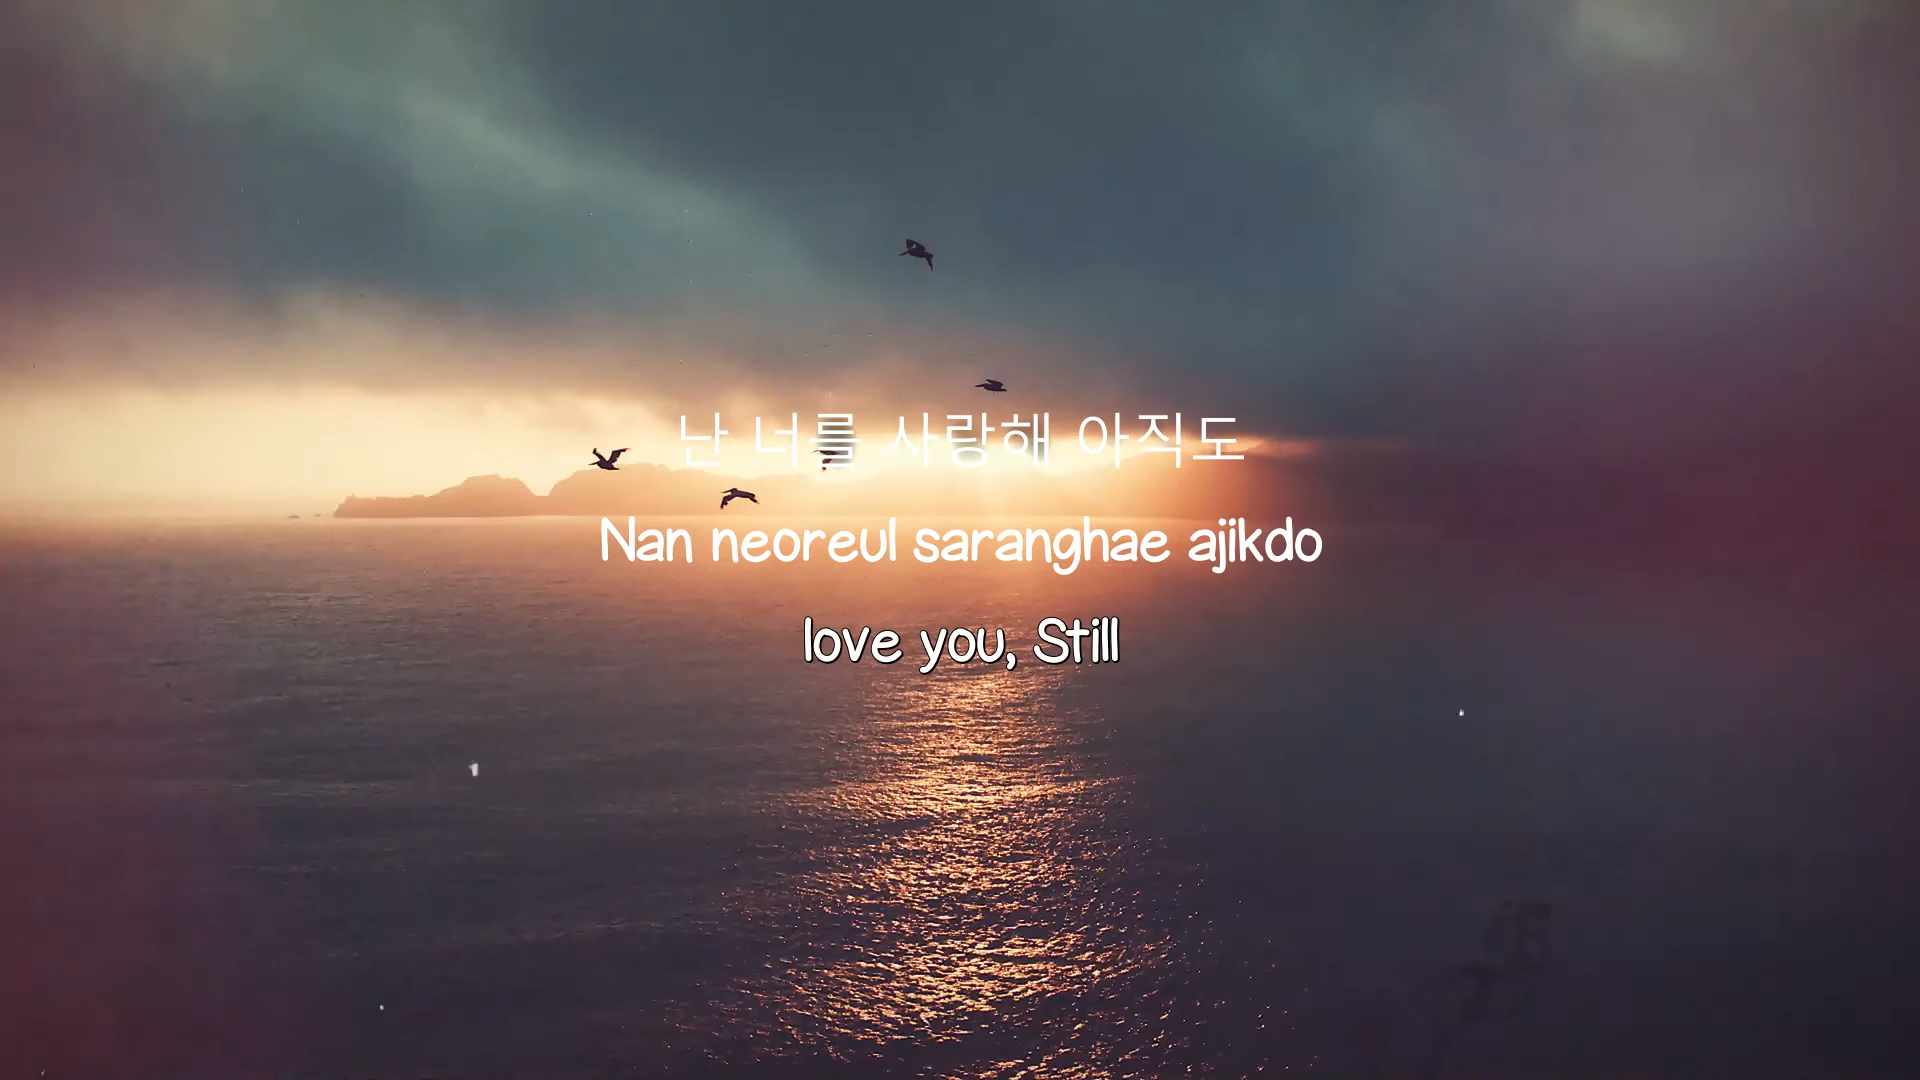 난 너를 사랑해 아직도
Nan neoreul saranghae ajikdo
love you, Still